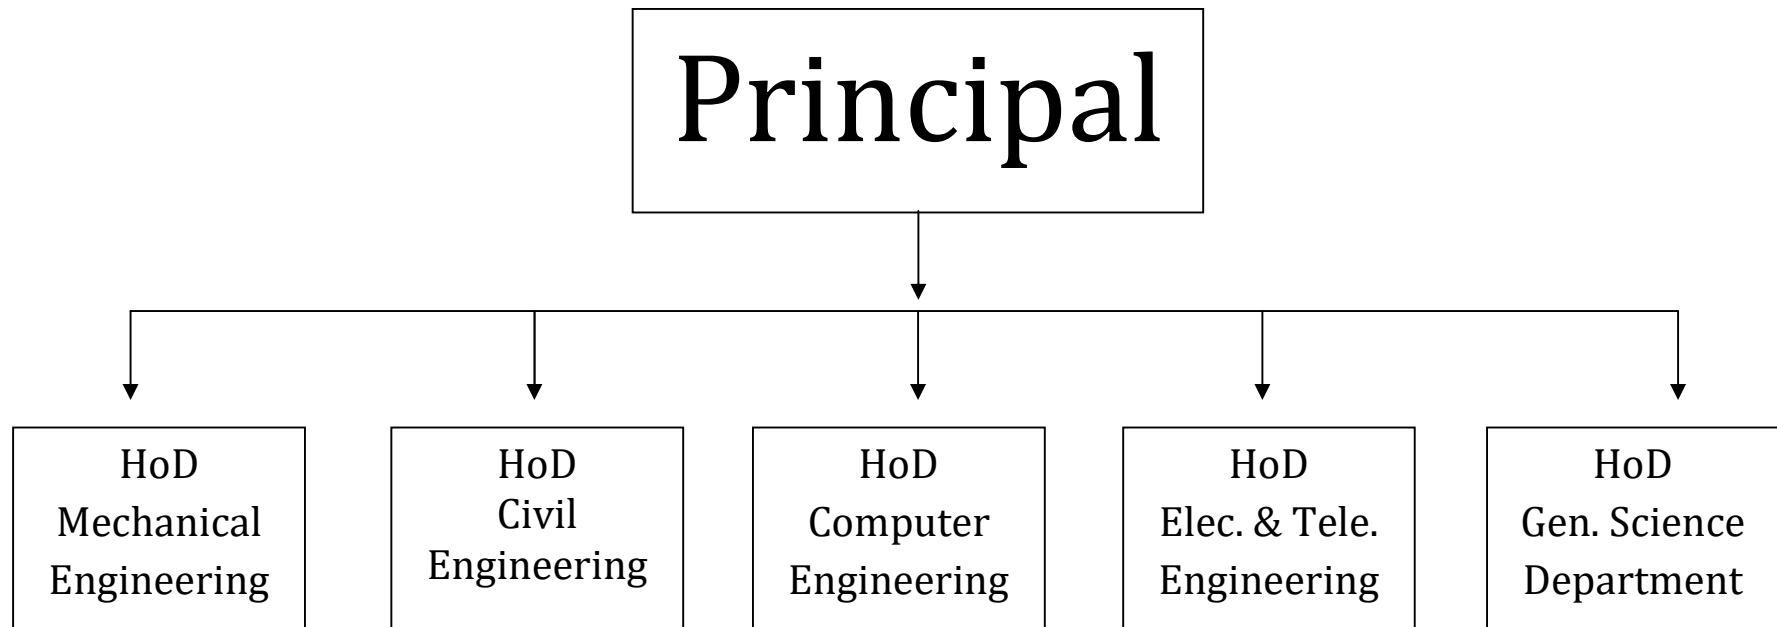 Principal
HoD
Mechanical
Engineering
HoD
Civil
Engineering
HoD
Computer
Engineering
HoD
Elec. & Tele.
Engineering
HoD
Gen. Science
Department